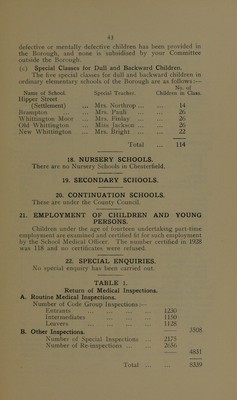 43
defective or mentally defective children has been provided in
the Borough, and none is subsidized by your Committee
outside the Borough.
(c) Special Classes for Dull and Backward Children.
The five special classes for dull and backward children in
ordinary elementary schools of the Borough are as follows:—
No. of
Name of School. Special Teacher. Children in Class.
Hipper Street
(Settlement) ... Mrs. Northrop ... ... 14
Brampton ... Mrs. Paull ... ... 26
Whittington Moor ... Mrs. Finlay ... ... 26
Old Whittington ... Miss Jackson ... ... 26
New Whittington ... Mrs. Bright ... ... 22
Total ... 114
18. NURSERY SCHOOLS.
There are no Nursery Schools in Chesterfield.
19. SECONDARY SCHOOLS.
20. CONTINUATION SCHOOLS.
These are under the County Council.
21. EMPLOYMENT OF CHILDREN AND YOUNG
PERSONS.
Children under the age of fourteen undertaking part-time
employment are examined and certified fit for such employment
by the School Medical Officer. The number certified in 1928
was 118 and no certificates were refused.
22. SPECIAL ENQUIRIES.
No special enquiry has been carried out.
TABLE 1.
Return of Medical Inspections.
A. Routine Medical Inspections.
Number of Code Group Inspections:—
Entrants ... ... ... ... 1230
Intermediates ... ... ... 1150
Leavers ... ... ... ... 1128
3508
B. Other Inspections.
Number of Special Inspections ... 2175
Number of Re-inspections ... ... 2656
4831
Total ... ... 8339